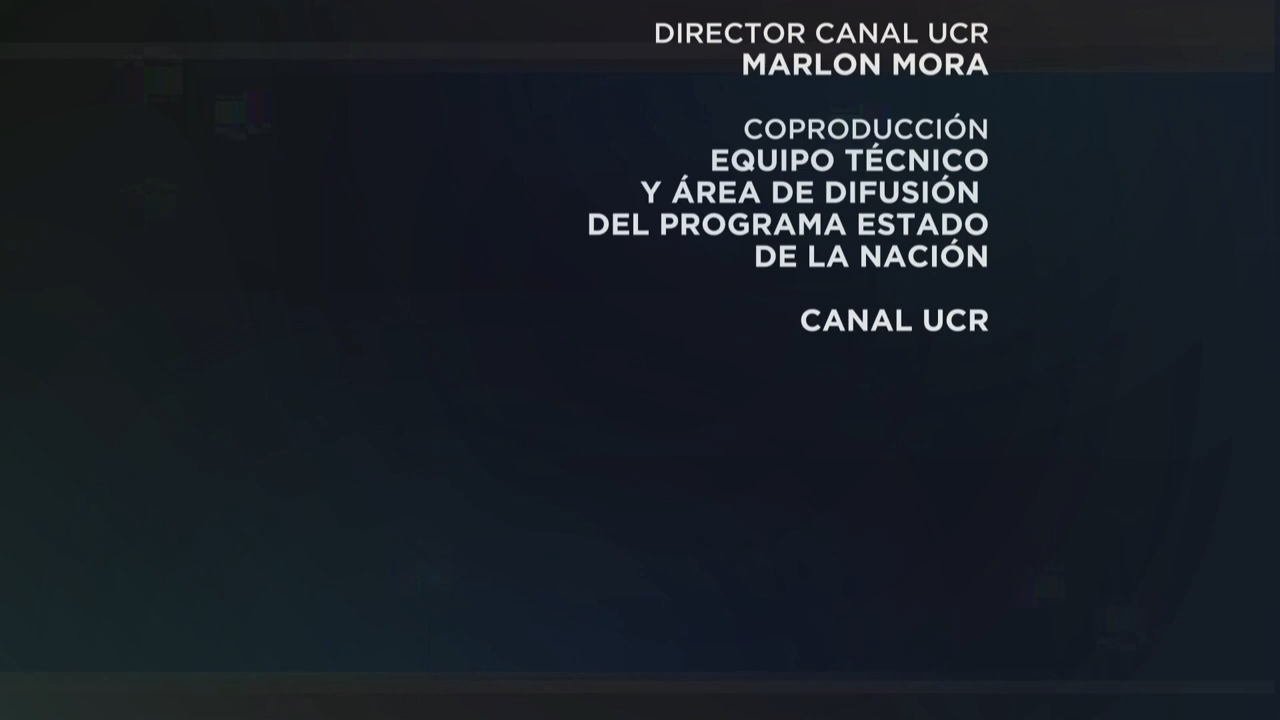 DIRECTOR CANAL UCR
MARLON MORA
COPRODUCCIÓN
EQUIPO TÉCNICO
Y ÁREA DE DIFUSIÓN
DEL PROGRAMA ESTADO
DE LA NACIÓN
CANAL UCR